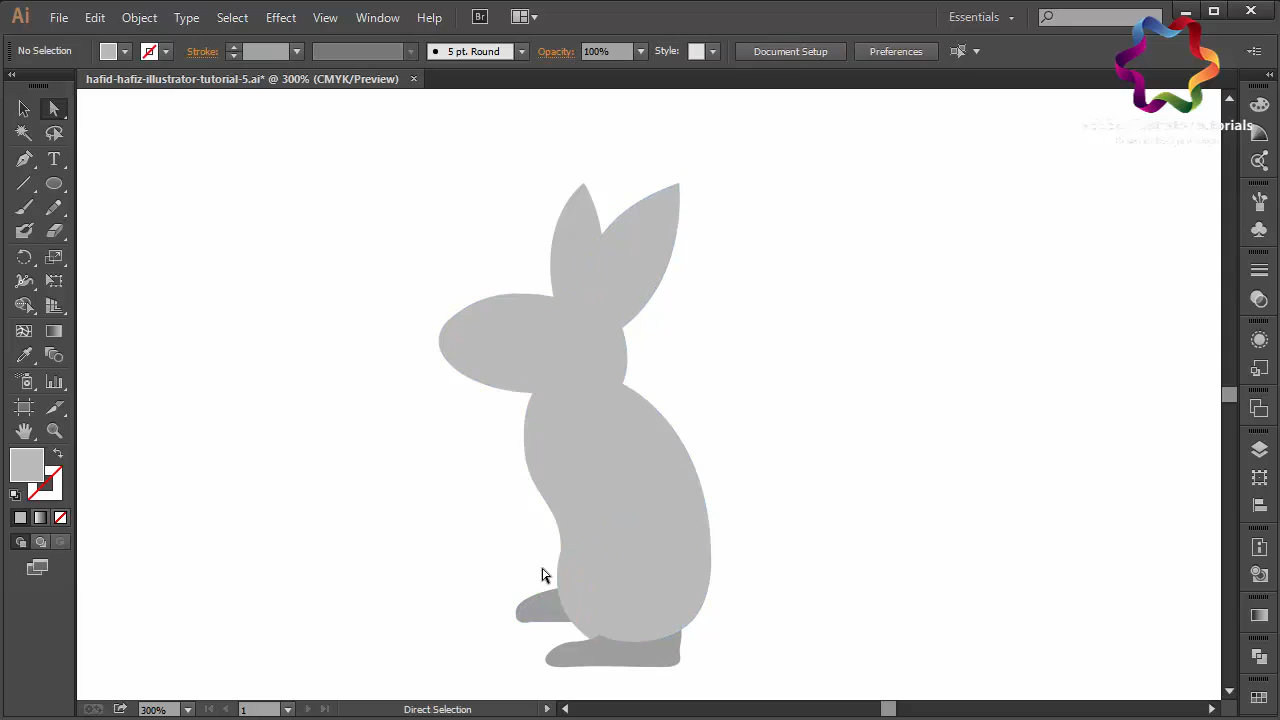 Ai File Edit Object Type Select Effect View Window Help Br Essentials
No Selection Stroke: 5 pt. Round Opacity: 100% Style: Document Setup Preferences
hafid-hafiz-illustrator-tutorial-5.ai* @ 300% (CMYK/Preview)
T
300% 1 Direct Selection